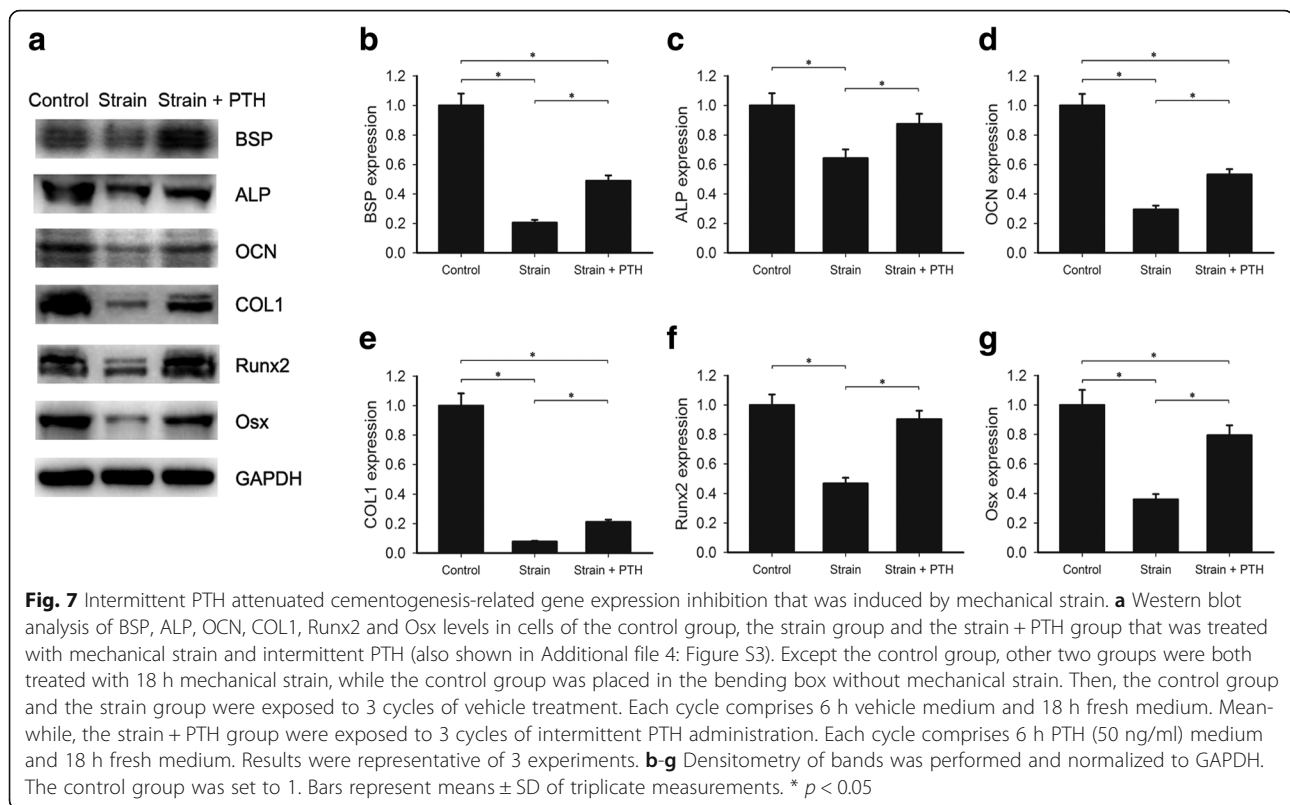 a
Control Strain Strain + PTH
BSP
ALP
OCN
COL1
Runx2
Osx
GAPDH
b
* * *
BSP expression
1.2
1.0
0.8
0.6
0.4
0.2
0.0
Control Strain Strain + PTH
c
* *
ALP expression
1.2
1.0
0.8
0.6
0.4
0.2
0.0
Control Strain Strain + PTH
d
* * *
OCN expression
1.2
1.0
0.8
0.6
0.4
0.2
0.0
Control Strain Strain + PTH
e
* * *
COL1 expression
1.2
1.0
0.8
0.6
0.4
0.2
0.0
Control Strain Strain + PTH
f
* *
Runx2 expression
1.2
1.0
0.8
0.6
0.4
0.2
0.0
Control Strain Strain + PTH
g
* * *
Osx expression
1.2
1.0
0.8
0.6
0.4
0.2
0.0
Control Strain Strain + PTH
Fig. 7 Intermittent PTH attenuated cementogenesis-related gene expression inhibition that was induced by mechanical strain. a Western blot
analysis of BSP, ALP, OCN, COL1, Runx2 and Osx levels in cells of the control group, the strain group and the strain + PTH group that was treated
with mechanical strain and intermittent PTH (also shown in Additional file 4: Figure S3). Except the control group, other two groups were both
treated with 18 h mechanical strain, while the control group was placed in the bending box without mechanical strain. Then, the control group
and the strain group were exposed to 3 cycles of vehicle treatment. Each cycle comprises 6 h vehicle medium and 18 h fresh medium. Mean-
while, the strain + PTH group were exposed to 3 cycles of intermittent PTH administration. Each cycle comprises 6 h PTH (50 ng/ml) medium
and 18 h fresh medium. Results were representative of 3 experiments. b-g Densitometry of bands was performed and normalized to GAPDH.
The control group was set to 1. Bars represent means ± SD of triplicate measurements. * p < 0.05